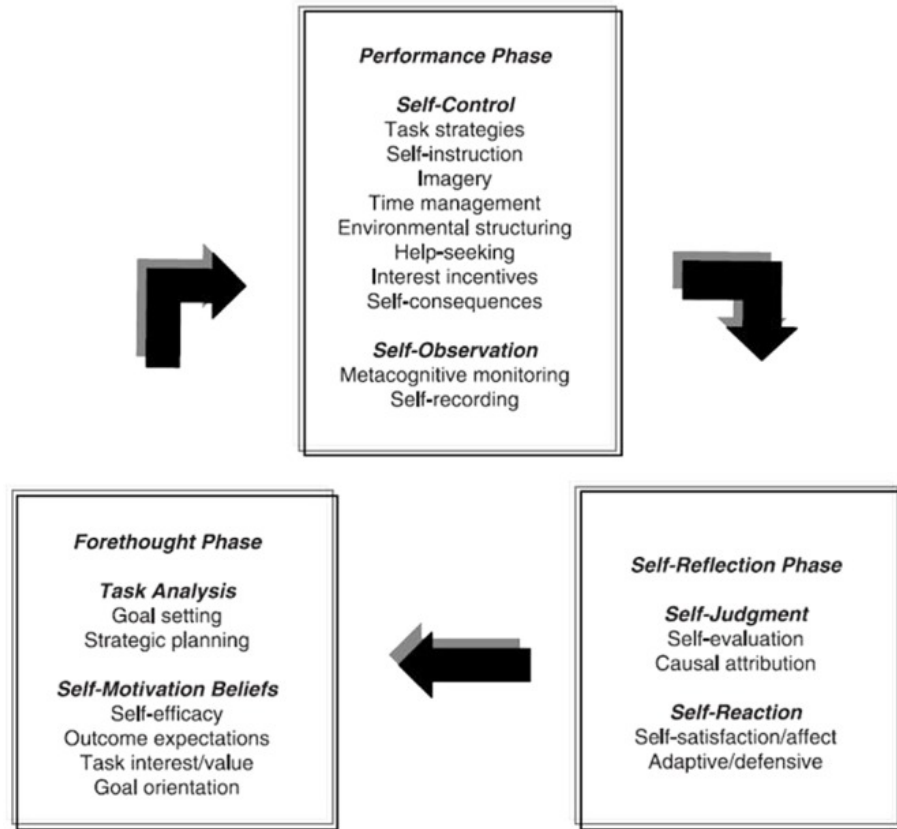 Performance Phase
Self-Control
Task strategies
Self-instruction
Imagery
Time management
Environmental structuring
Help-seeking
Interest incentives
Self-consequences
Self-Observation
Metacognitive monitoring
Self-recording
Forethought Phase
Task Analysis
Goal setting
Strategic planning
Self-Motivation Beliefs
Self-efficacy
Outcome expectations
Task interest/value
Goal orientation
Self-Reflection Phase
Self-Judgment
Self-evaluation
Causal attribution
Self-Reaction
Self-satisfaction/affect
Adaptive/defensive